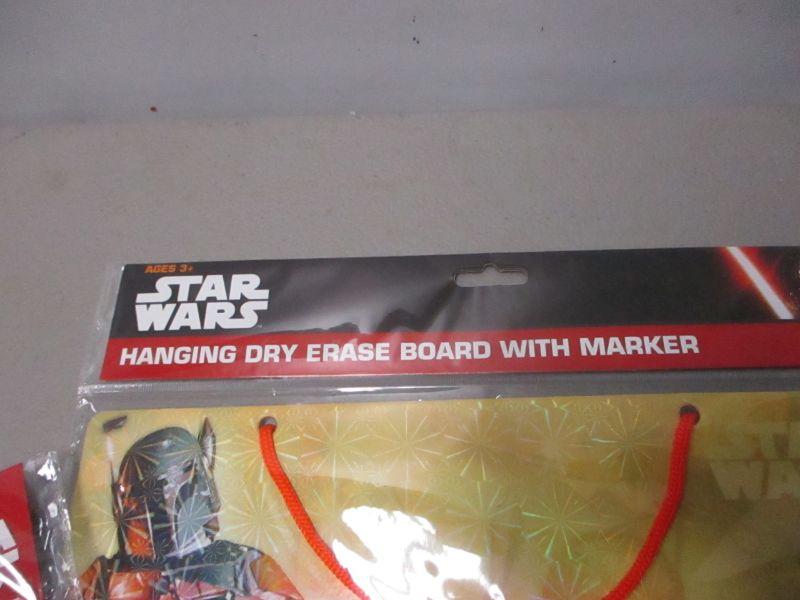 AGES 3+
STAR
WARS
HANGING DRY ERASE BOARD WITH MARKER